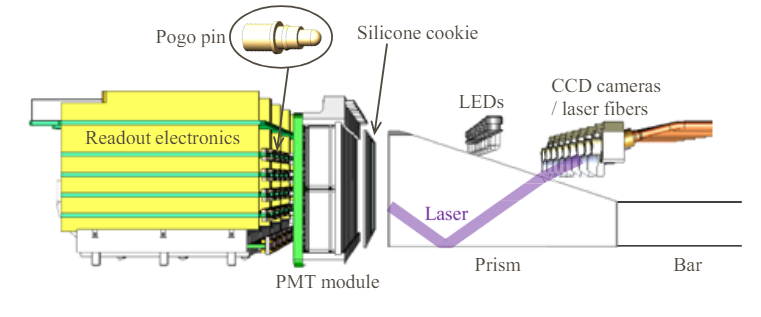 Pogo pin
Silicone cookie
CCD cameras
/ laser fibers
LEDs
Readout electronics
Laser
Prism
Bar
PMT module